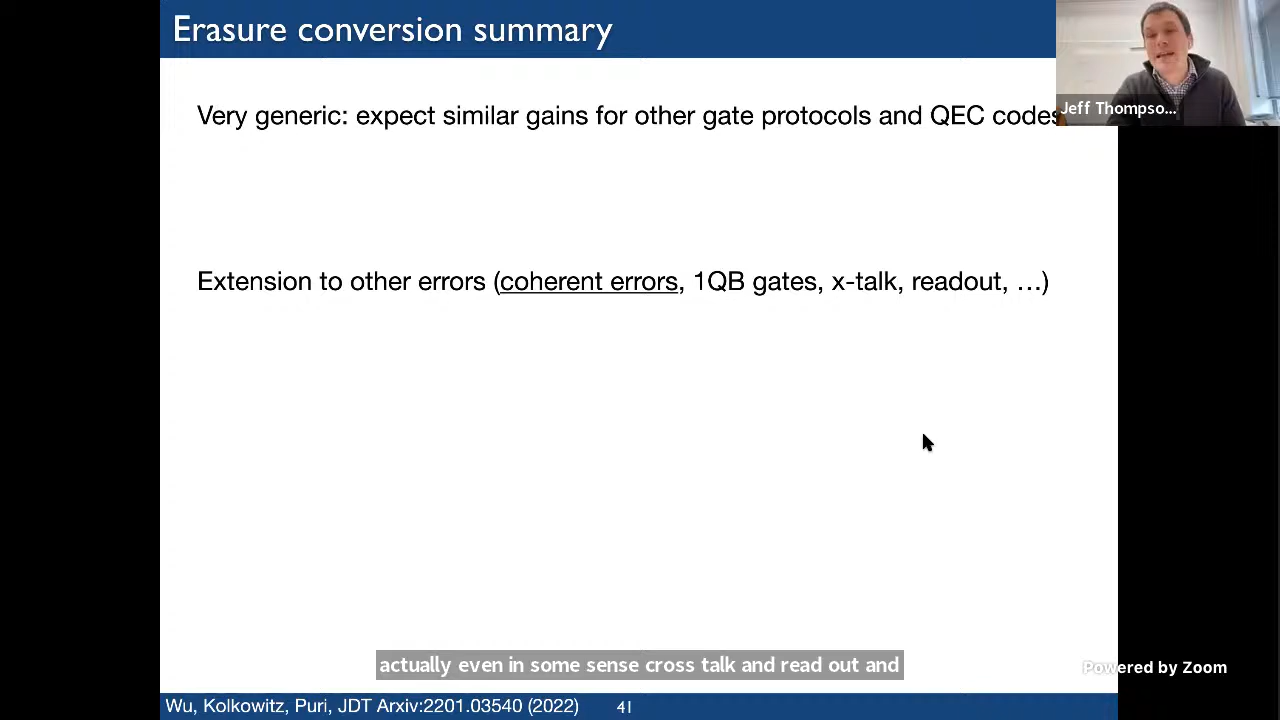 Erasure conversion summary
Jeff Thompso...
Very generic: expect similar gains for other gate protocols and QEC codes
Extension to other errors (coherent errors, 1QB gates, x-talk, readout, …)
actually even in some sense cross talk and read out and
Powered by Zoom
Wu, Kolkowitz, Puri, JDT Arxiv:2201.03540 (2022) 41